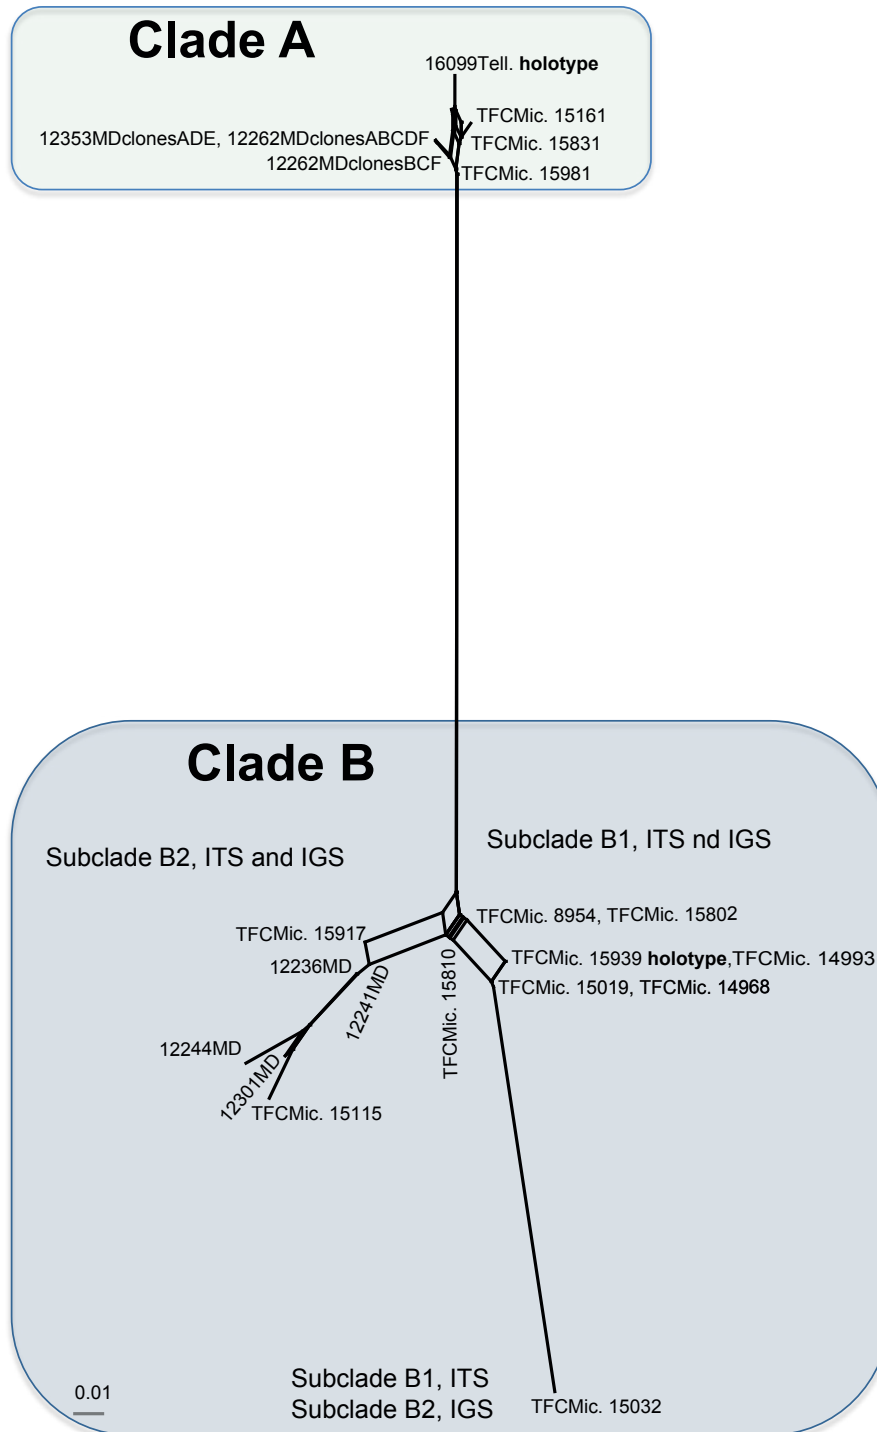 Clade A
16099Tell. holotype
TFCMic. 15161
12353MDclonesADE, 12262MDclonesABCDF
TFCMic. 15831
12262MDclonesBCF
TFCMic. 15981
Clade B
Subclade B1, ITS nd IGS
Subclade B2, ITS and IGS
TFCMic. 8954, TFCMic. 15802
TFCMic. 15917
TFCMic. 15939 holotype,TFCMic. 14993
12236MD
TFCMic. 15019, TFCMic. 14968
12241MD
TFCMic. 15810
12244MD
12301MD
TFCMic. 15115
Subclade B1, ITS
Subclade B2, IGS
TFCMic. 15032
0.01